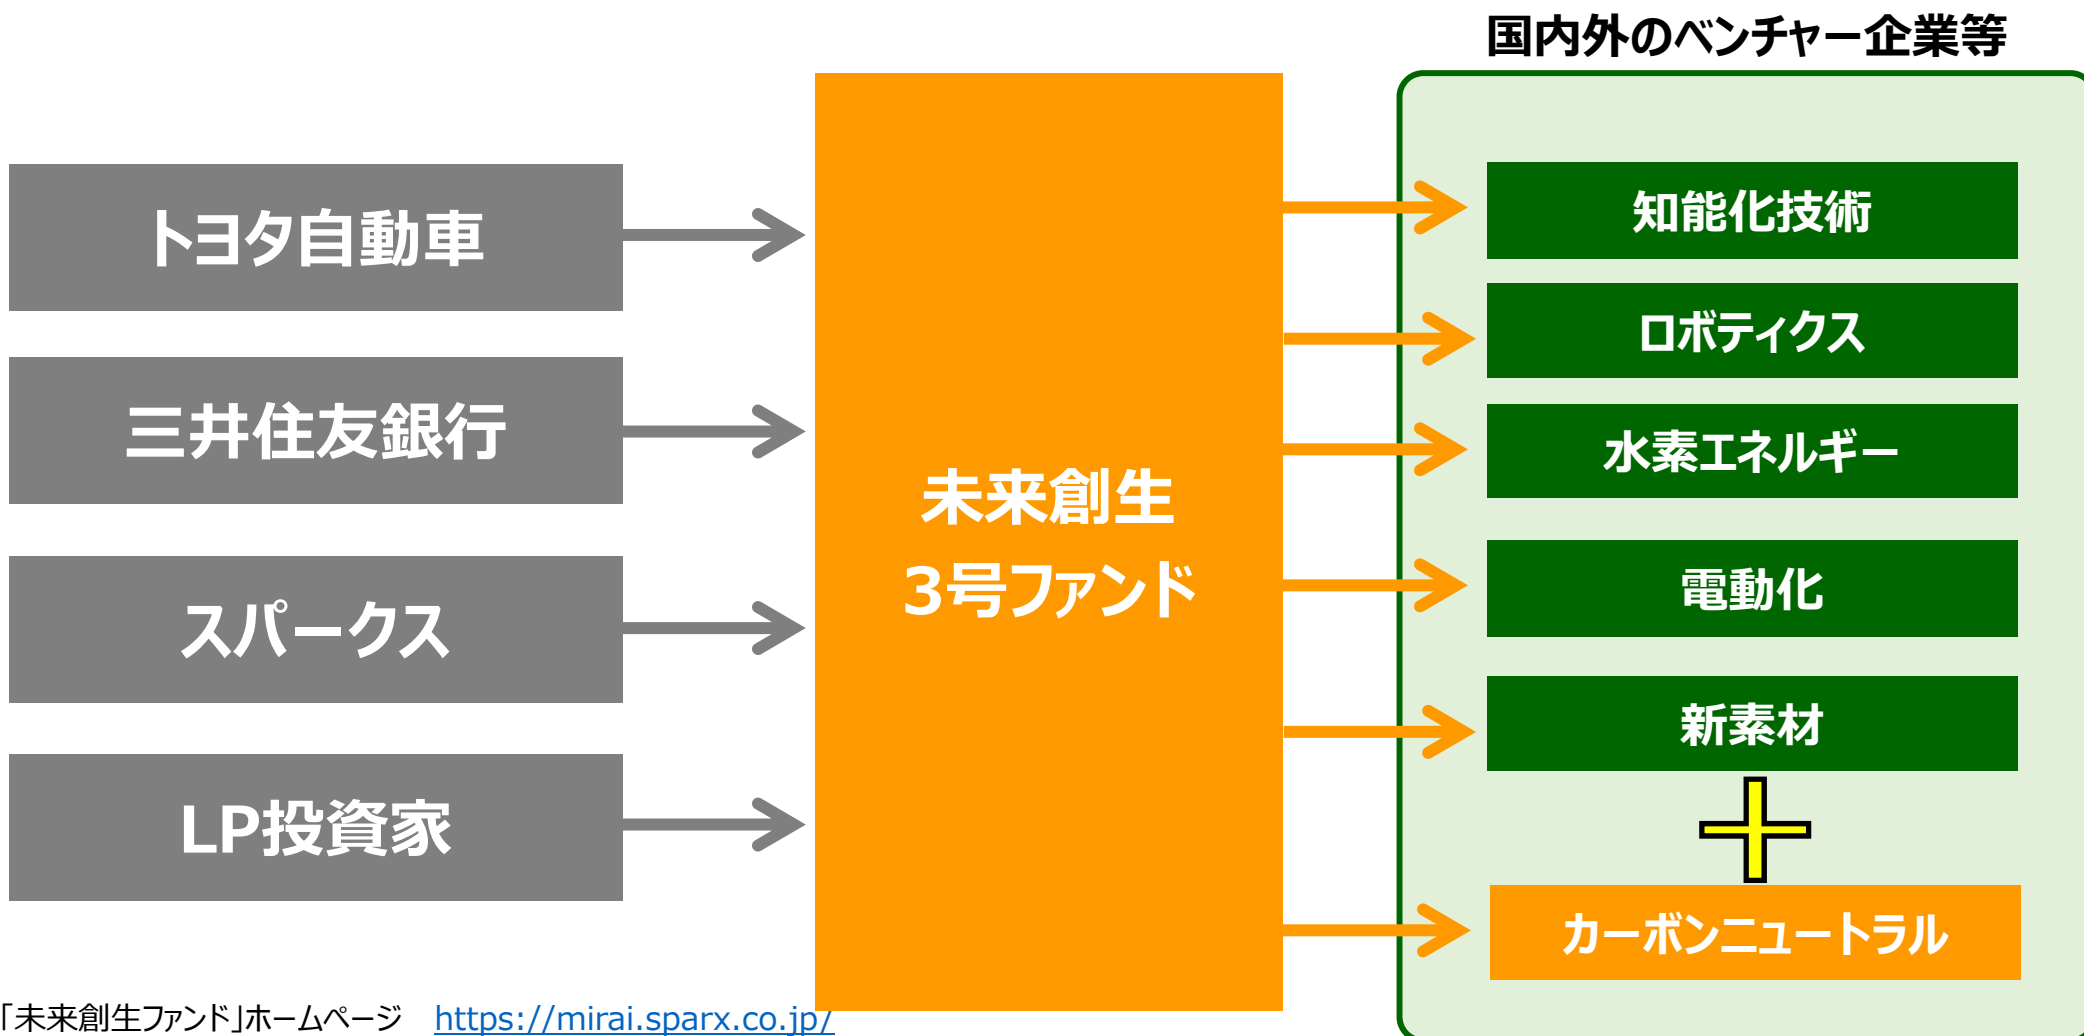 国内外のベンチャー企業等
トヨタ自動車
三井住友銀行
スパークス
LP投資家
未来創生
3号ファンド
知能化技術
ロボティクス
水素エネルギー
電動化
新素材
カーボンニュートラル
「未来創生ファンド」ホームページ　https://mirai.sparx.co.jp/